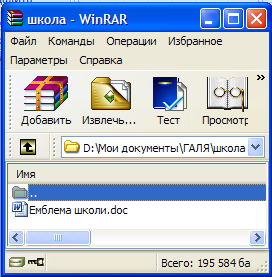 школа - WinRAR
Файл Команды Операции Избранное
Параметры Справка
Добавить Извлечь... Тест Просмотр
»
D:\Мои документы\ГАЛЯ\школа
Имя
..
Емблема школи.doc
Всего: 195 584 ба